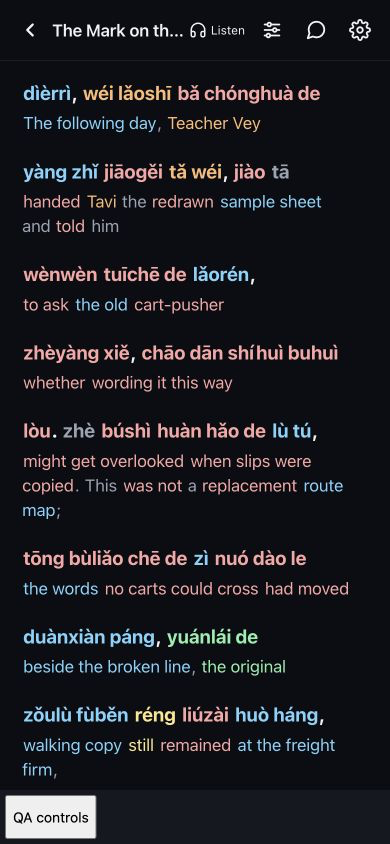 The Mark on th... Listen
dìèrrì, wéi lǎoshī bǎ chónghuà de
The following day, Teacher Vey
yàng zhǐ jiāogěi tǎ wéi, jiào tā
handed Tavi the redrawn sample sheet
and told him
wènwèn tuīchē de lǎorén,
to ask the old cart-pusher
zhèyàng xiě, chāo dān shí huì buhuì
whether wording it this way
lòu. zhè búshì huàn hǎo de lù tú,
might get overlooked when slips were
copied. This was not a replacement route
map;
tōng bùliǎo chē de zì nuó dào le
the words no carts could cross had moved
duànxiàn páng, yuánlái de
beside the broken line, the original
zǒulù fùběn réng liúzài huò háng,
walking copy still remained at the freight
firm,
QA controls